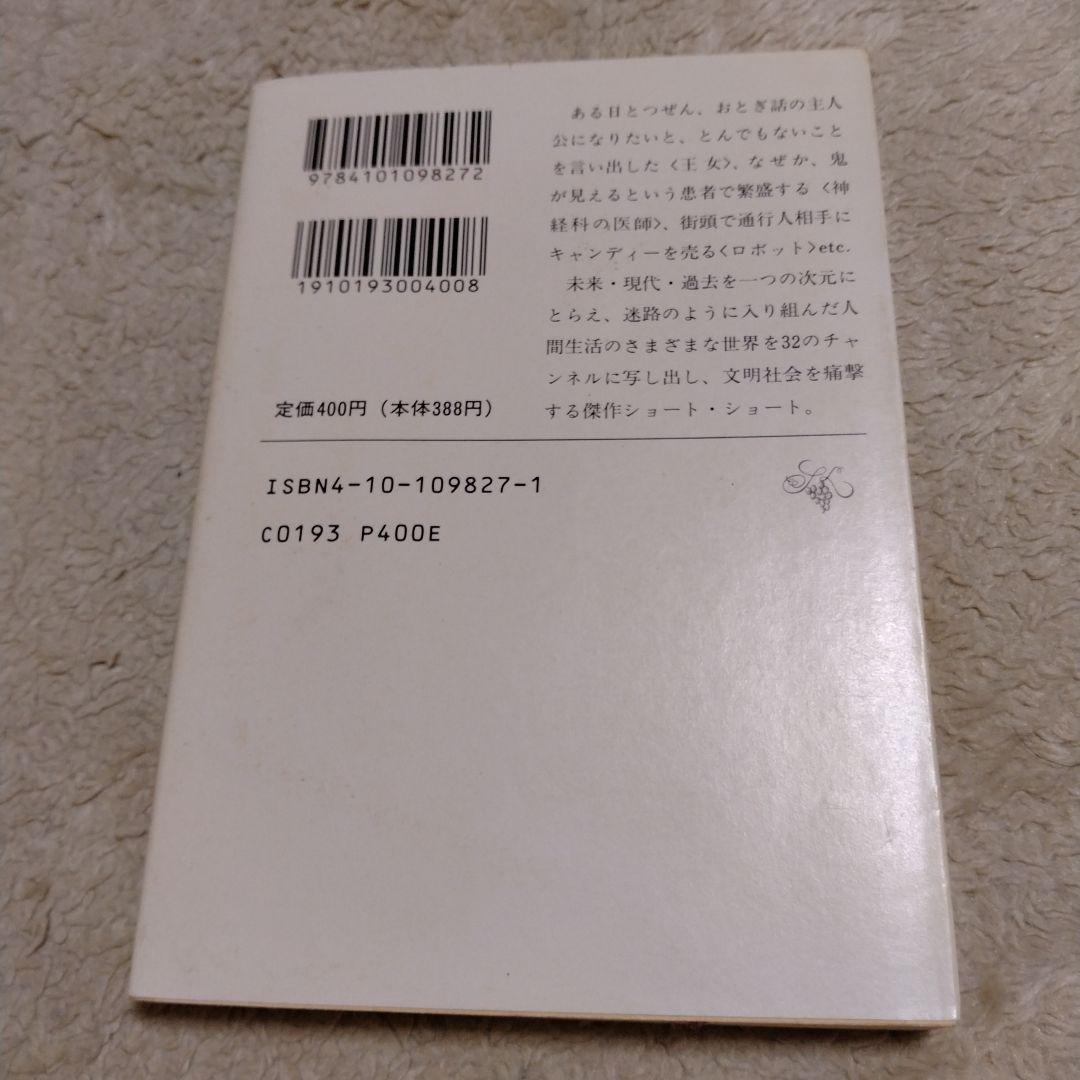 9784101098272
1910193004008
定価400円（本体388円）
ある日とつぜん、おとぎ話の主人
公になりたいと、とんでもないこと
を言い出した〈王女〉、なぜか、鬼
が見えるという患者で繁盛する〈神
経科の医師〉、街頭で通行人相手に
キャンディーを売る〈ロボット〉etc.
未来・現代・過去を一つの次元に
とらえ、迷路のように入り組んだ人
間生活のさまざまな世界を32のチャ
ンネルに写し出し、文明社会を痛撃
する傑作ショート・ショート。
ISBN4-10-109827-1
C0193 P400E